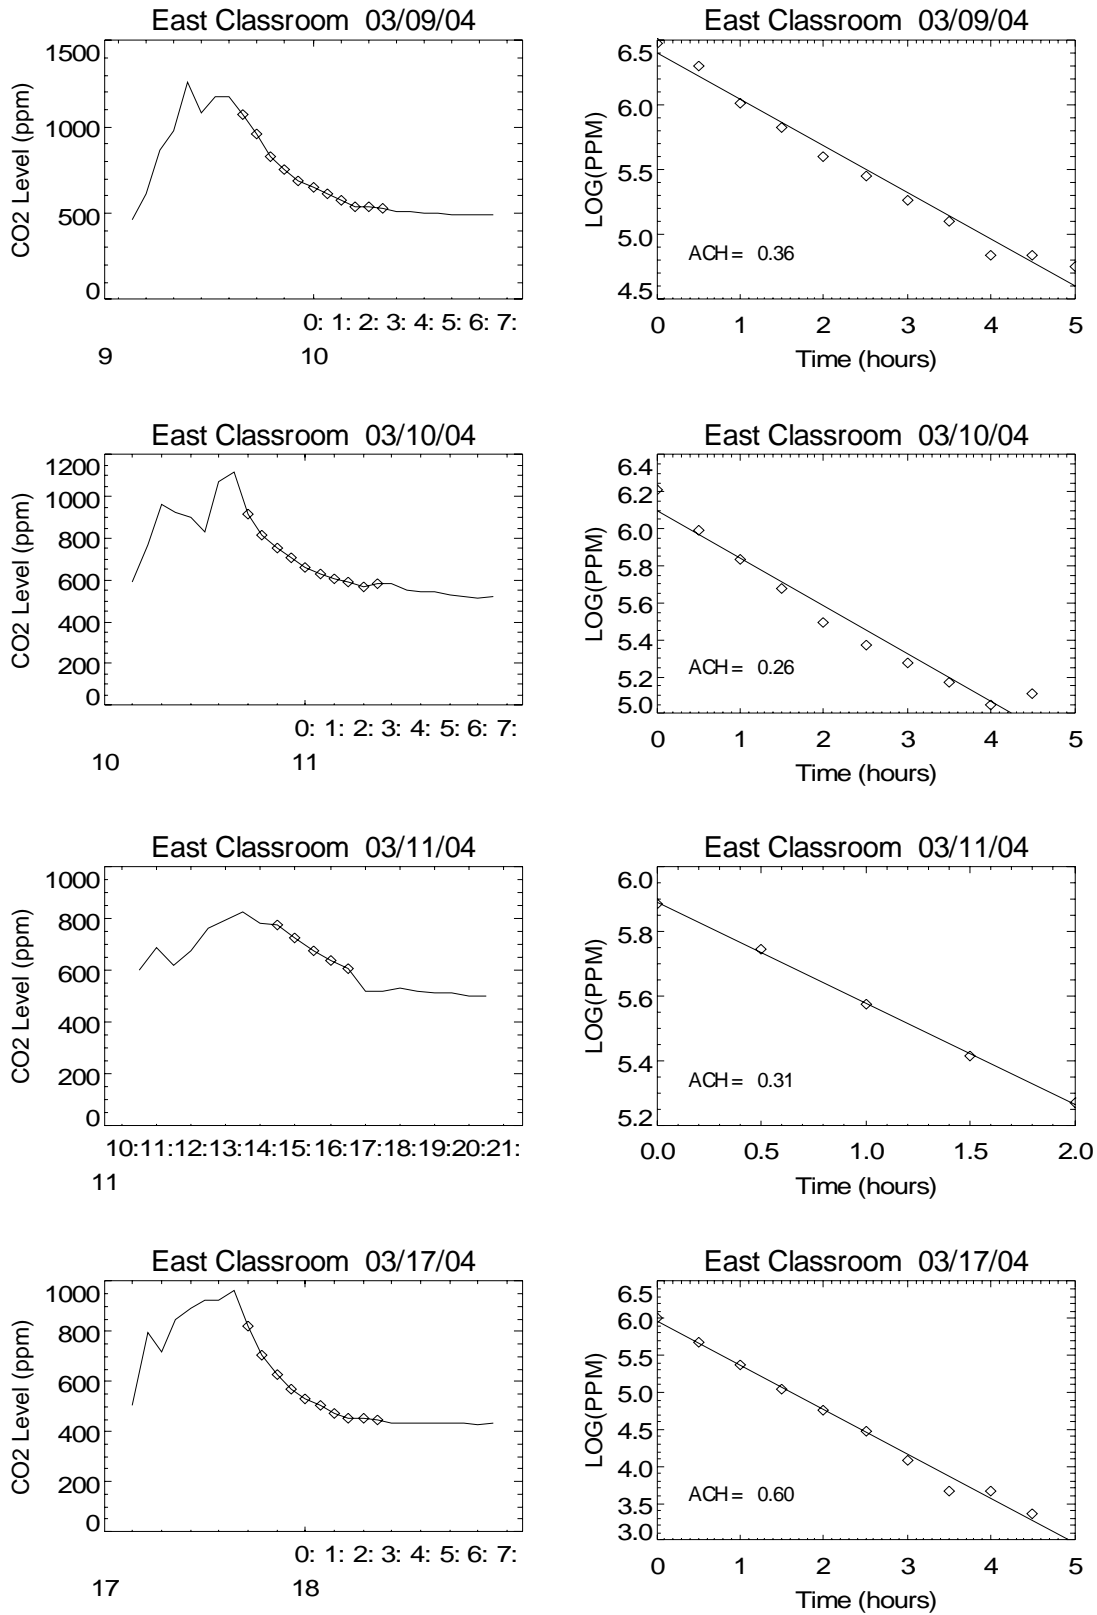 East Classroom 03/09/04
CO2 Level (ppm)
1500
1000
500
0
0: 1: 2: 3: 4: 5: 6: 7:
9 10
East Classroom 03/09/04
LOG(PPM)
6.5
6.0
5.5
5.0
4.5
ACH = 0.36
0 1 2 3 4 5
Time (hours)
East Classroom 03/10/04
CO2 Level (ppm)
1200
1000
800
600
400
200
0
0: 1: 2: 3: 4: 5: 6: 7:
10 11
East Classroom 03/10/04
LOG(PPM)
6.4
6.2
6.0
5.8
5.6
5.4
5.2
5.0
ACH = 0.26
0 1 2 3 4 5
Time (hours)
East Classroom 03/11/04
CO2 Level (ppm)
1000
800
600
400
200
0
10:11:12:13:14:15:16:17:18:19:20:21:
11
East Classroom 03/11/04
LOG(PPM)
6.0
5.8
5.6
5.4
5.2
ACH = 0.31
0.0 0.5 1.0 1.5 2.0
Time (hours)
East Classroom 03/17/04
CO2 Level (ppm)
1000
800
600
400
200
0
0: 1: 2: 3: 4: 5: 6: 7:
17 18
East Classroom 03/17/04
LOG(PPM)
6.5
6.0
5.5
5.0
4.5
4.0
3.5
3.0
ACH = 0.60
0 1 2 3 4 5
Time (hours)